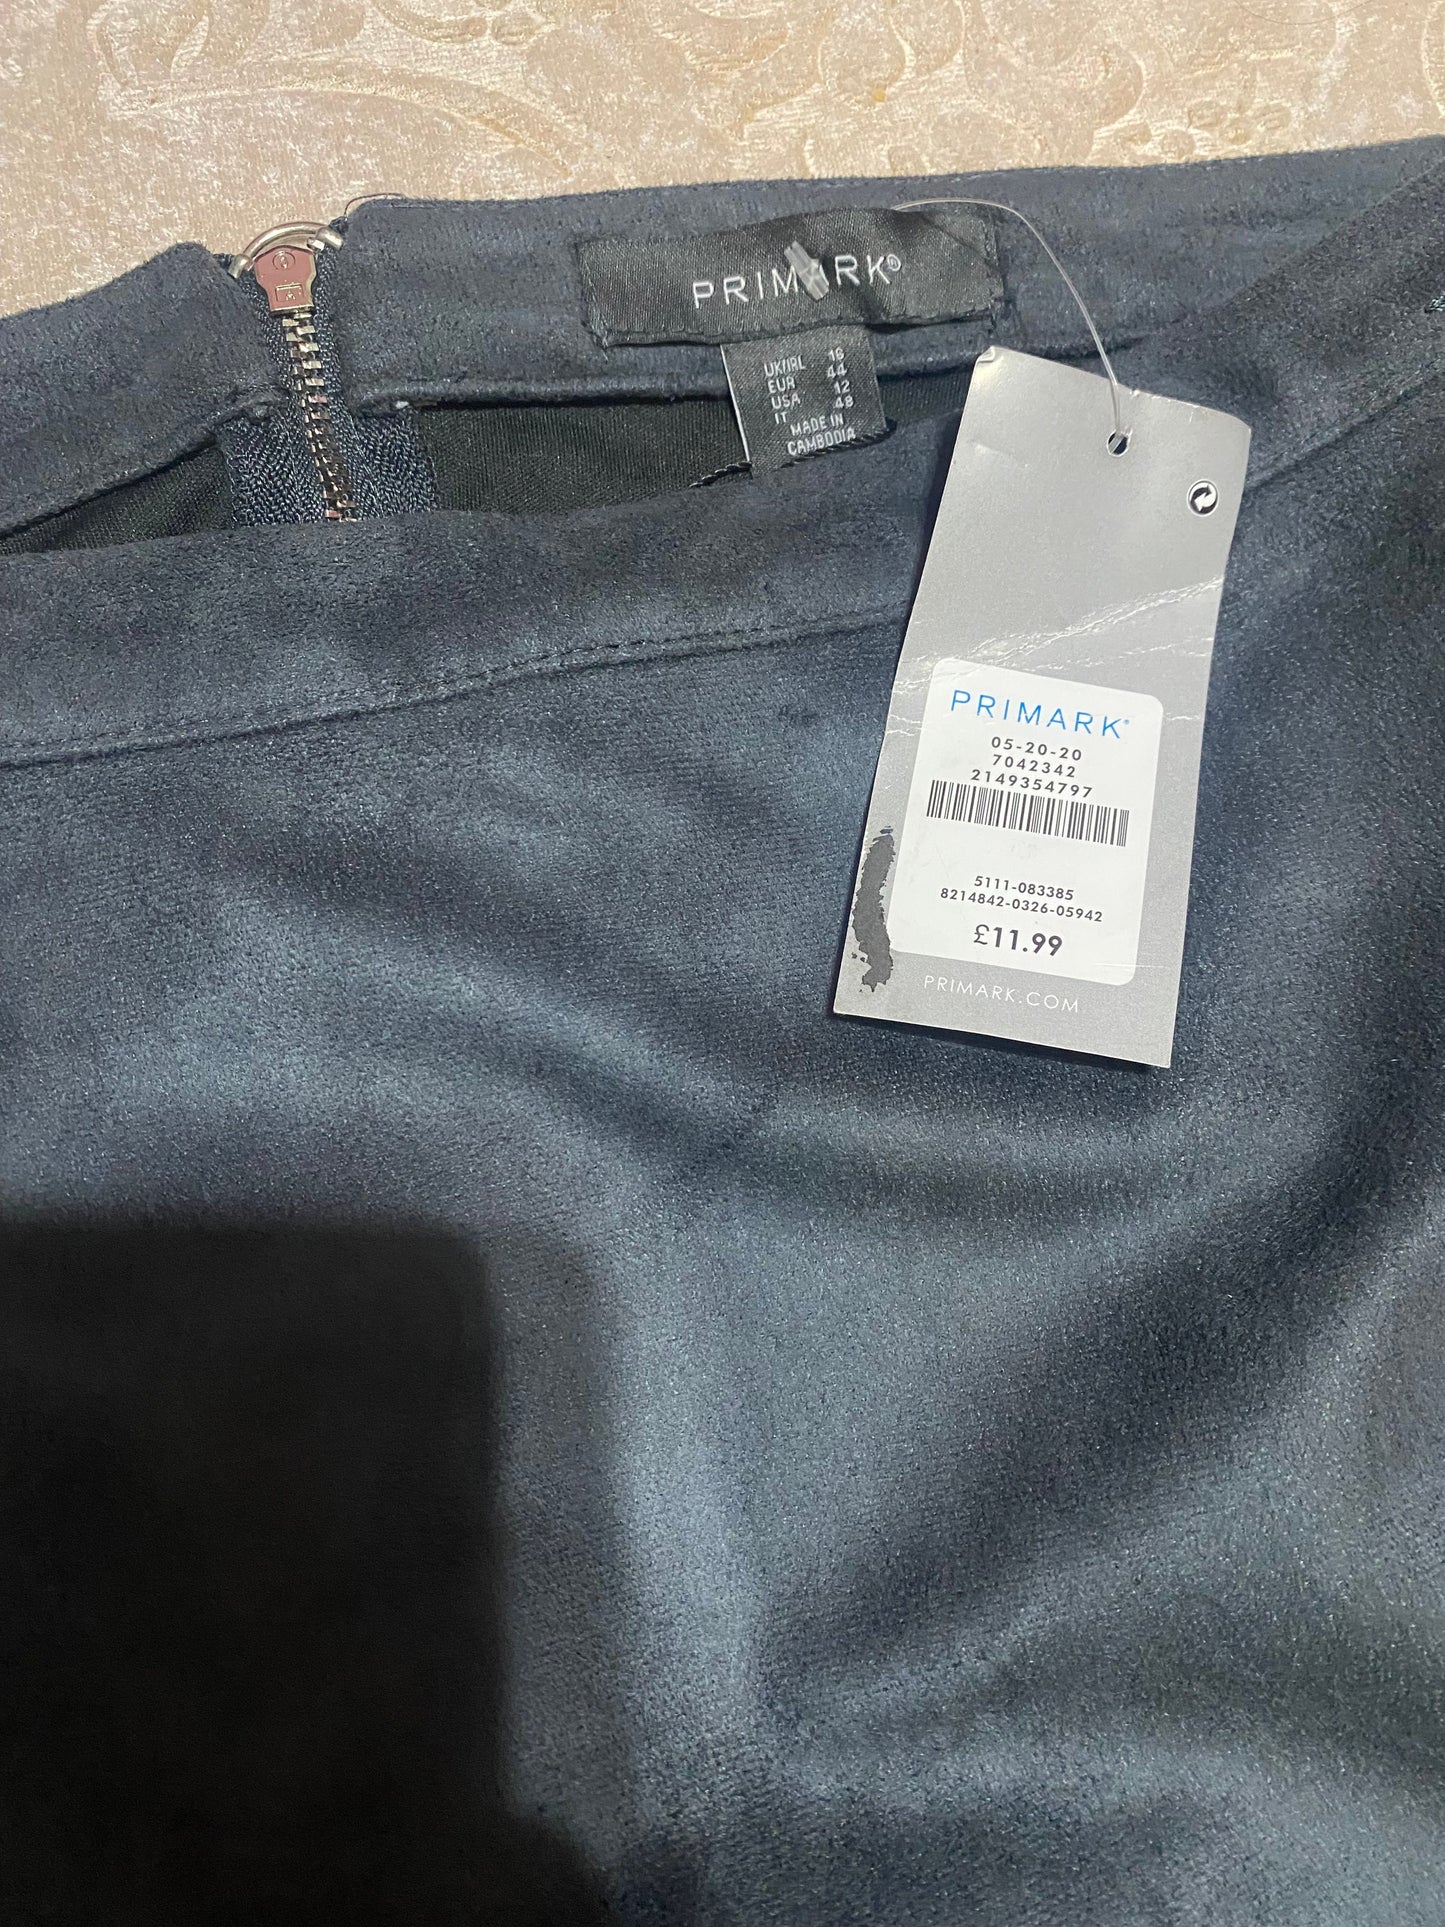 PRIMARK®
UK/IRL 16
EUR 44
USA 12
IT 48
MADE IN
CAMBODIA
PRIMARK®
05-20-20
7042342
2149354797
5111-083385
8214842-0326-05942
£11.99
PRIMARK.COM